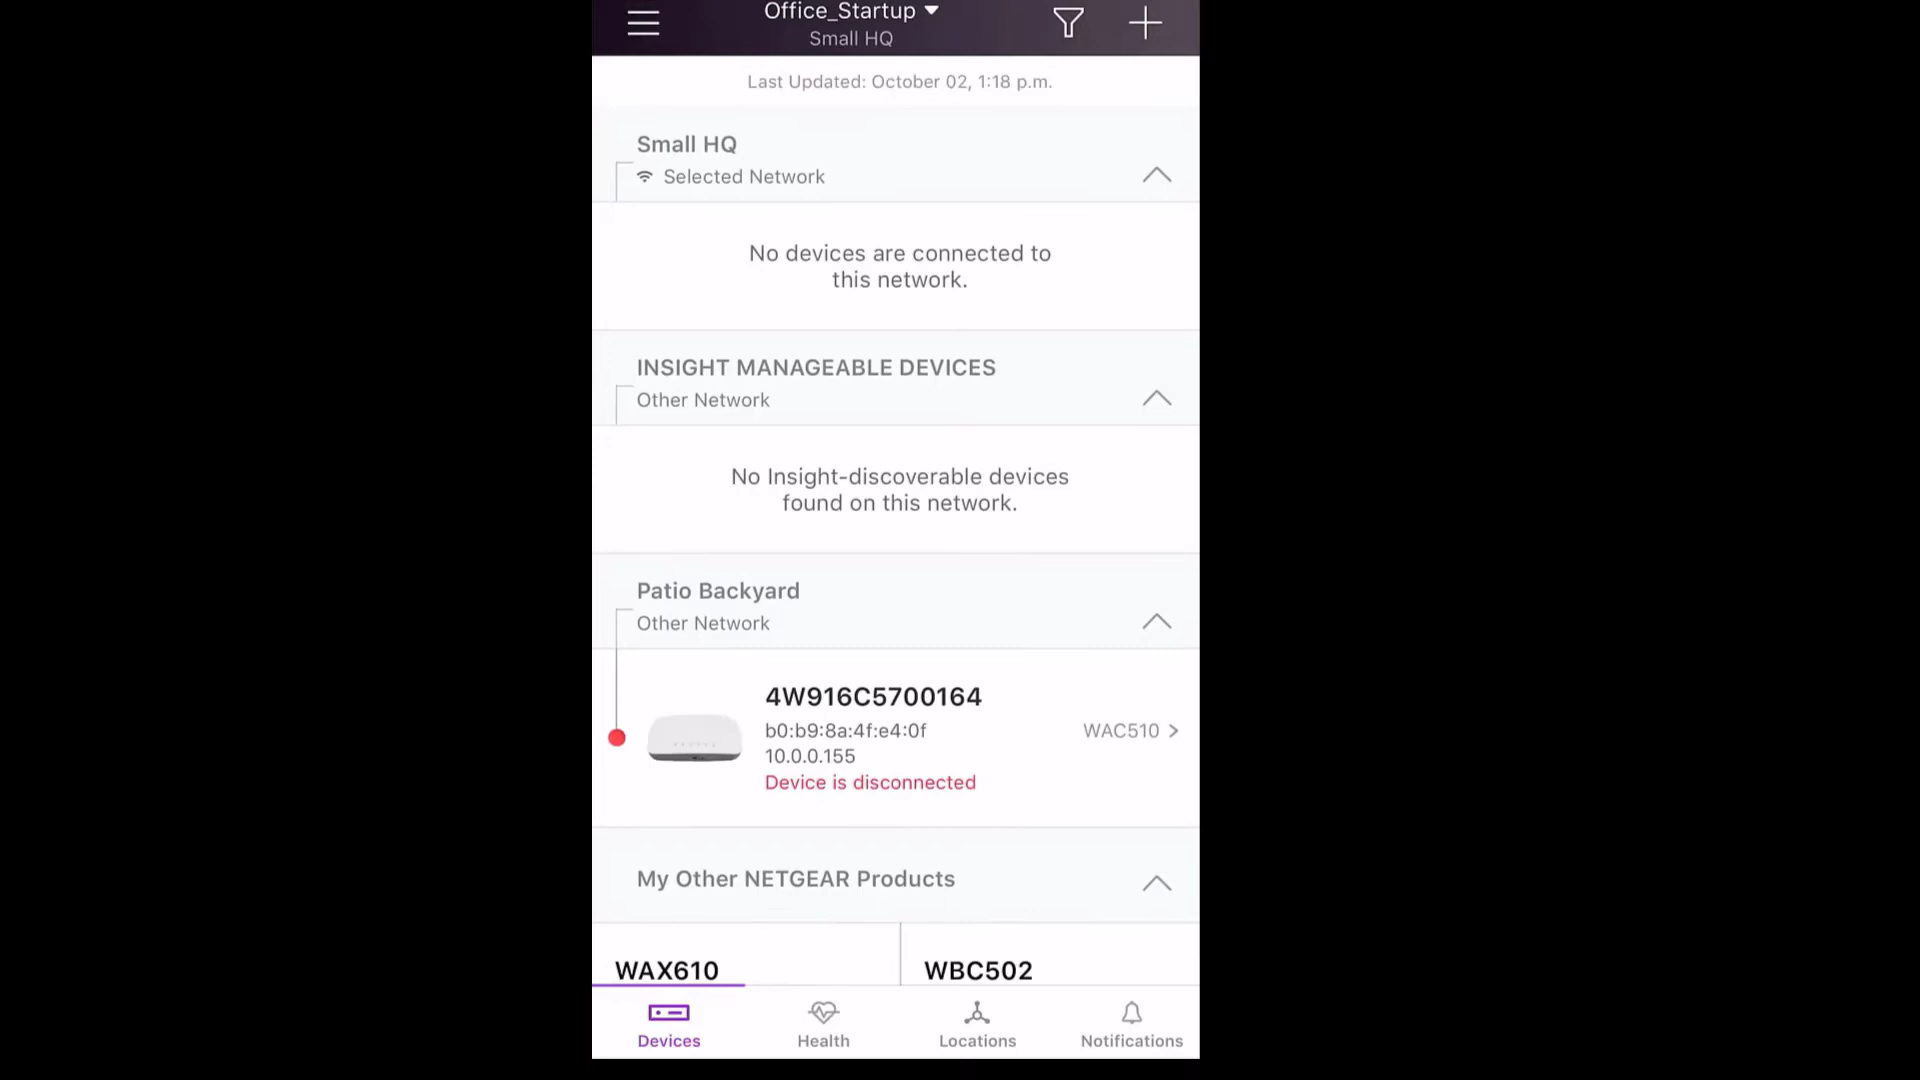 Office_Startup
Small HQ
Last Updated: October 02, 1:18 p.m.
Small HQ
Selected Network
No devices are connected to
this network.
INSIGHT MANAGEABLE DEVICES
Other Network
No Insight-discoverable devices
found on this network.
Patio Backyard
Other Network
4W916C5700164
b0:b9:8a:4f:e4:0f
WAC510
10.0.0.155
Device is disconnected
My Other NETGEAR Products
WAX610
WBC502
Devices
Health
Locations
Notifications